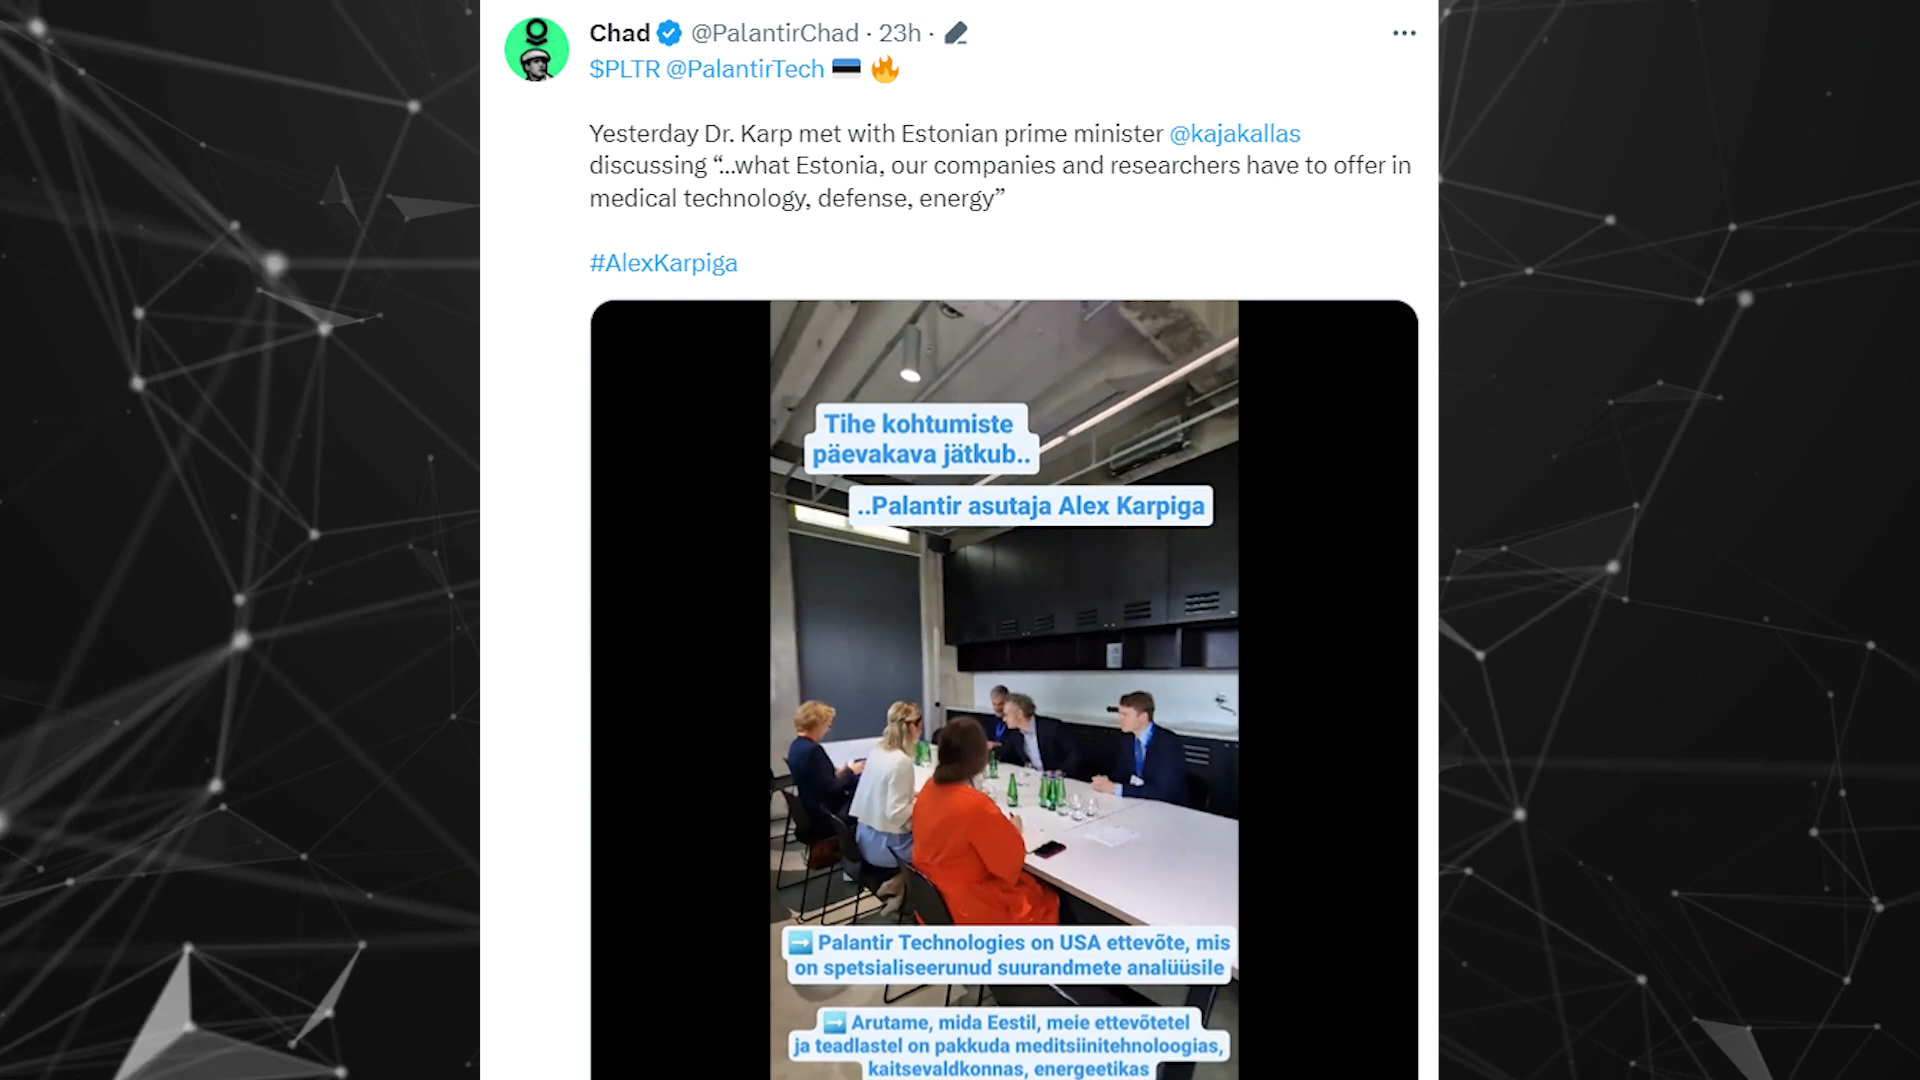 Chad @PalantirChad · 23h ·
$PLTR @PalantirTech
Yesterday Dr. Karp met with Estonian prime minister @kajakallas
discussing “...what Estonia, our companies and researchers have to offer in
medical technology, defense, energy”
#AlexKarpiga
Tihe kohtumiste
päevakava jätkub..
..Palantir asutaja Alex Karpiga
Palantir Technologies on USA ettevõte, mis
on spetsialiseerunud suurandmete analüüsile
Arutame, mida Eestil, meie ettevõtetel
ja teadlastel on pakkuda meditsiinitehnoloogias,
kaitsevaldkonnas, energeetikas